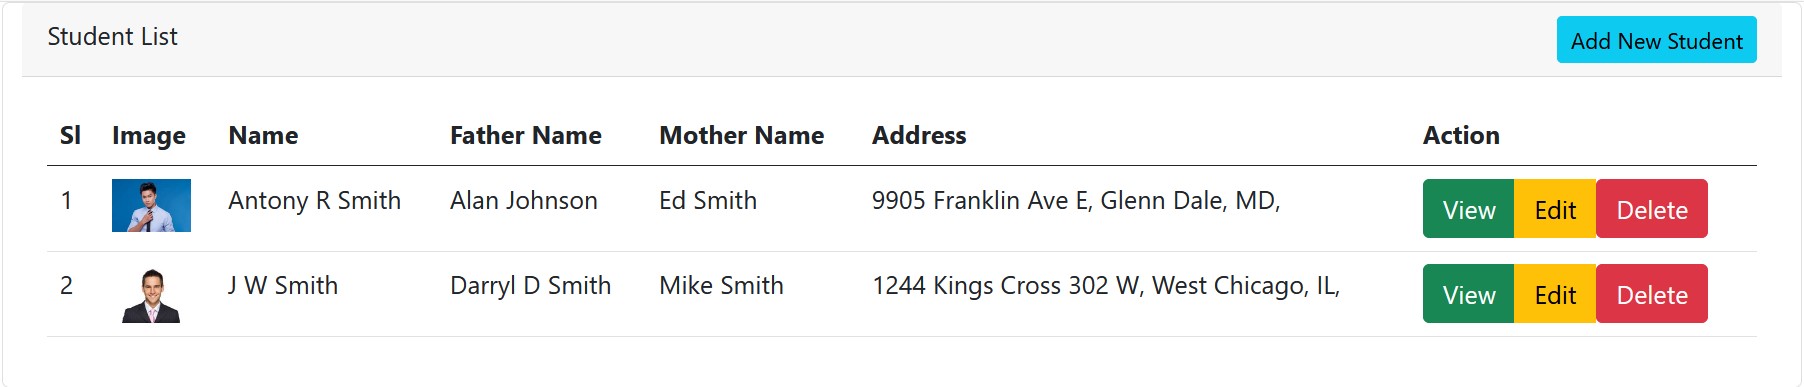 Student List Add New Student
Sl Image Name Father Name Mother Name Address Action
1 Antony R Smith Alan Johnson Ed Smith 9905 Franklin Ave E, Glenn Dale, MD, View Edit Delete
2 J W Smith Darryl D Smith Mike Smith 1244 Kings Cross 302 W, West Chicago, IL, View Edit Delete